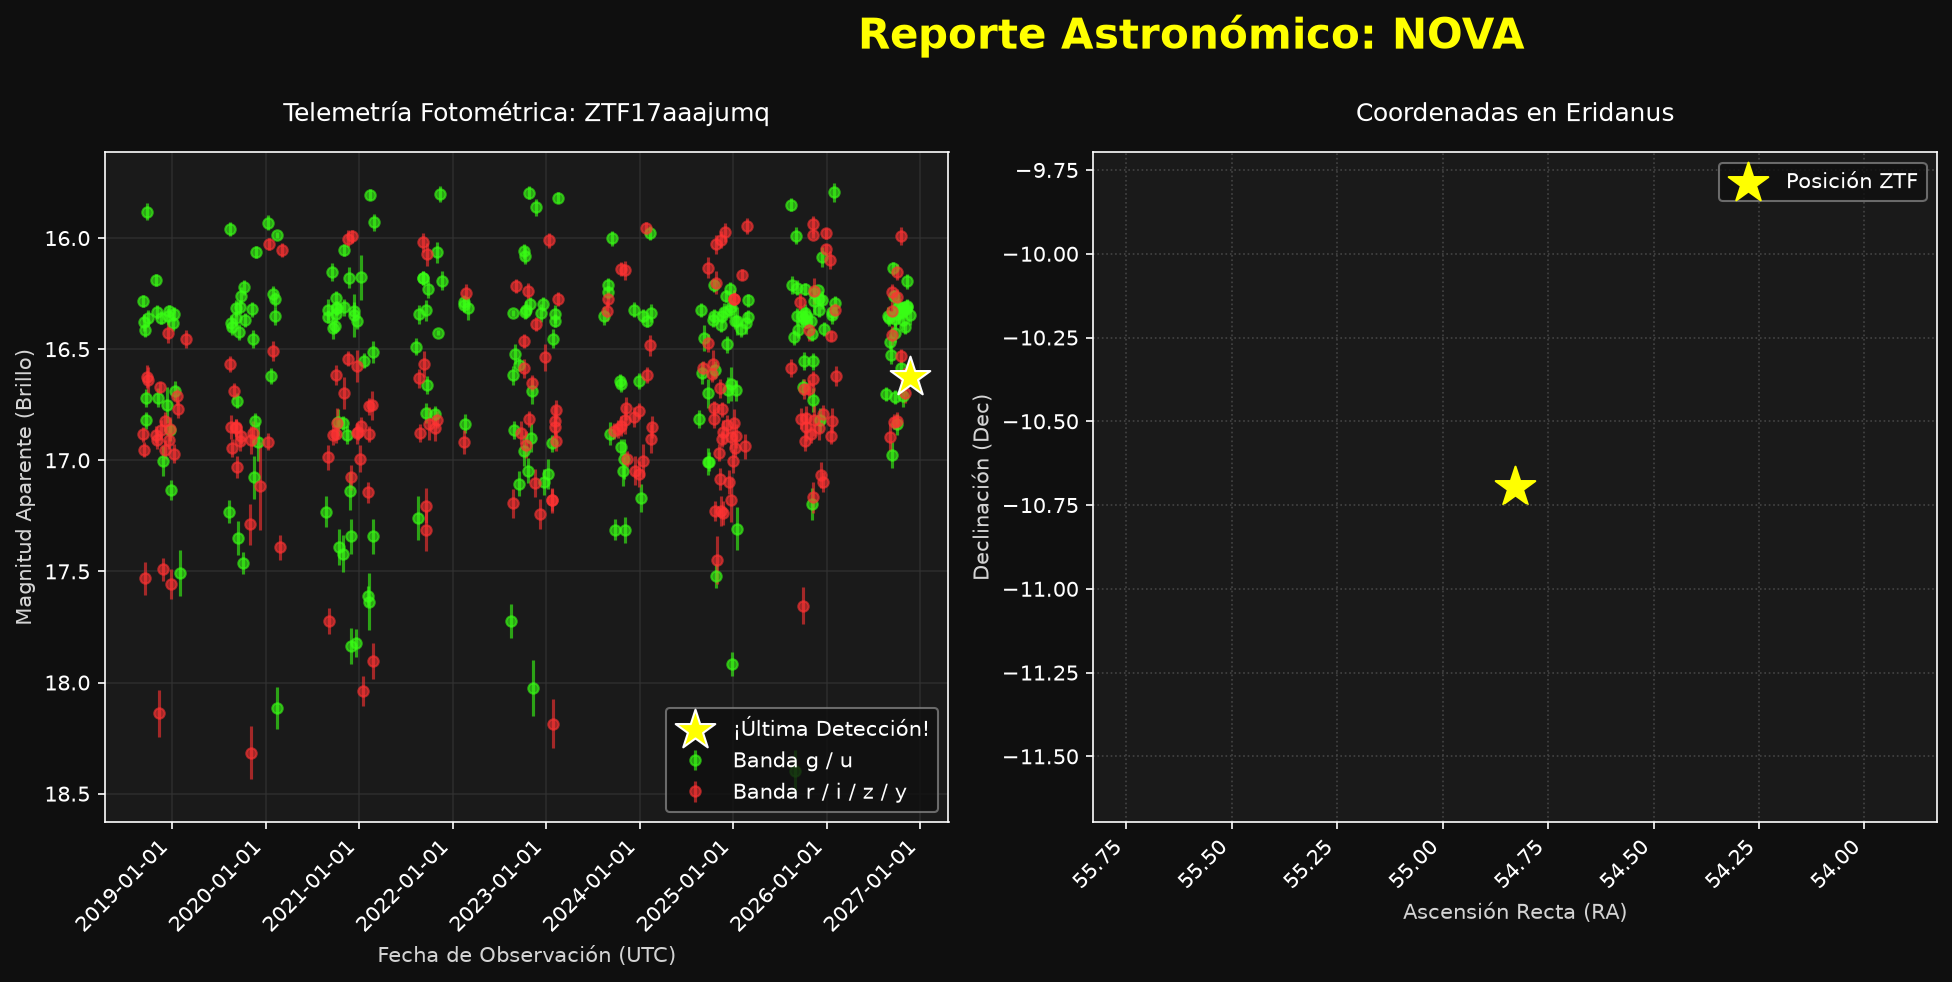 Reporte Astronómico: NOVA
Telemetría Fotométrica: ZTF17aaajumq
Magnitud Aparente (Brillo)
16.0
16.5
17.0
17.5
18.0
18.5
¡Última Detección!
Banda g / u
Banda r / i / z / y
2019-01-01
2020-01-01
2021-01-01
2022-01-01
2023-01-01
2024-01-01
2025-01-01
2026-01-01
2027-01-01
Fecha de Observación (UTC)
Coordenadas en Eridanus
Declinación (Dec)
−9.75
−10.00
−10.25
−10.50
−10.75
−11.00
−11.25
−11.50
Posición ZTF
55.75
55.50
55.25
55.00
54.75
54.50
54.25
54.00
Ascensión Recta (RA)